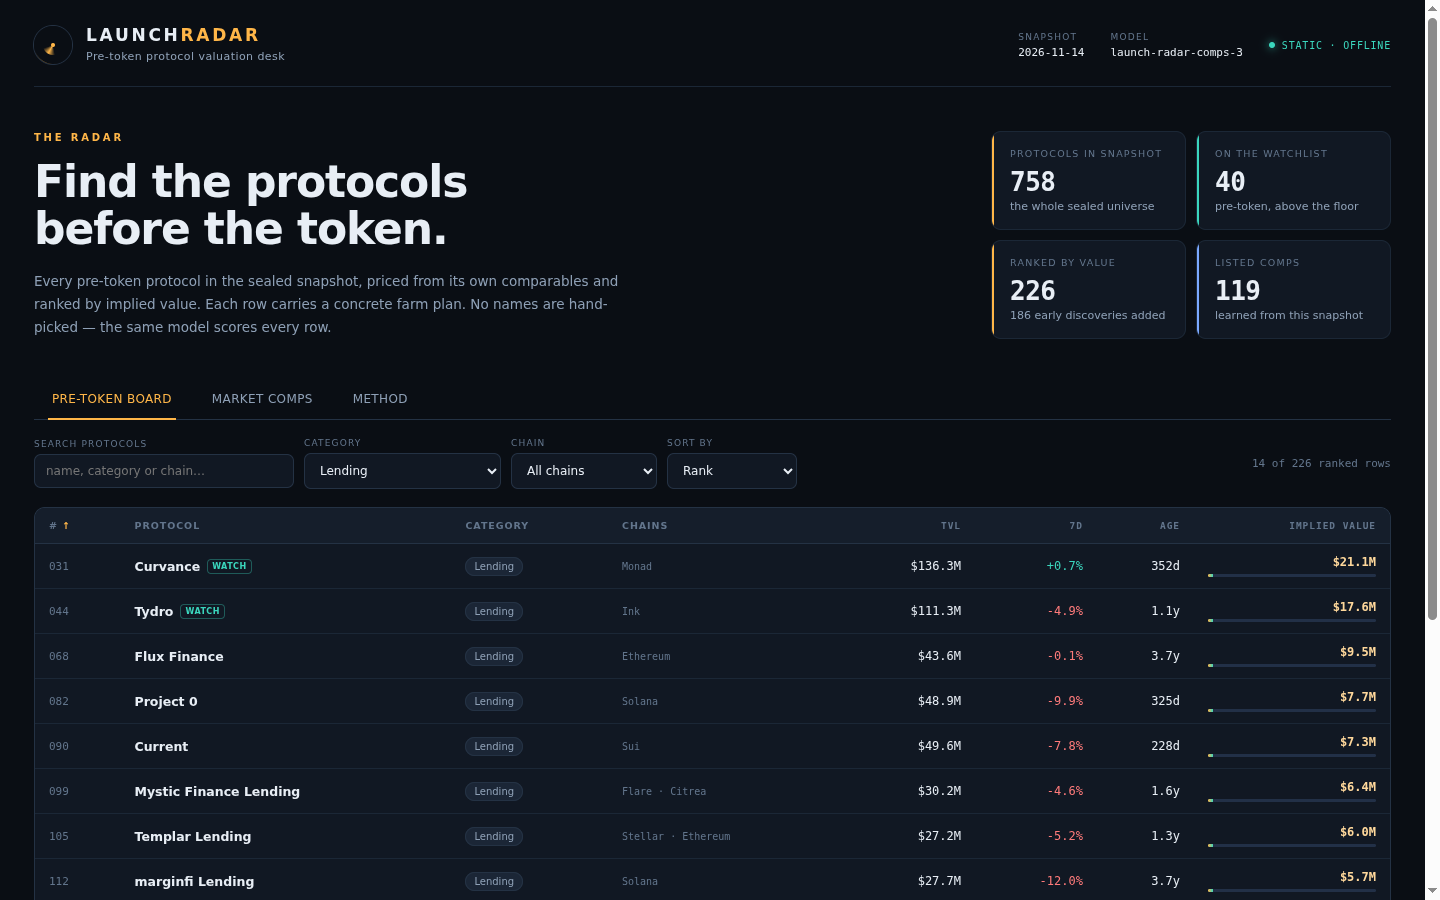 LAUNCHRADAR
Pre-token protocol valuation desk
SNAPSHOT
2026-11-14
MODEL
launch-radar-comps-3
STATIC · OFFLINE
THE RADAR
Find the protocols
before the token.
Every pre-token protocol in the sealed snapshot, priced from its own comparables and
ranked by implied value. Each row carries a concrete farm plan. No names are hand-
picked — the same model scores every row.
PROTOCOLS IN SNAPSHOT
758
the whole sealed universe
ON THE WATCHLIST
40
pre-token, above the floor
RANKED BY VALUE
226
186 early discoveries added
LISTED COMPS
119
learned from this snapshot
PRE-TOKEN BOARD MARKET COMPS METHOD
SEARCH PROTOCOLS CATEGORY CHAIN SORT BY
name, category or chain... Lending All chains Rank
14 of 226 ranked rows
# ↑ PROTOCOL CATEGORY CHAINS TVL 7D AGE IMPLIED VALUE
031 Curvance WATCH Lending Monad $136.3M +0.7% 352d $21.1M
044 Tydro WATCH Lending Ink $111.3M -4.9% 1.1y $17.6M
068 Flux Finance Lending Ethereum $43.6M -0.1% 3.7y $9.5M
082 Project 0 Lending Solana $48.9M -9.9% 325d $7.7M
090 Current Lending Sui $49.6M -7.8% 228d $7.3M
099 Mystic Finance Lending Lending Flare · Citrea $30.2M -4.6% 1.6y $6.4M
105 Templar Lending Lending Stellar · Ethereum $27.2M -5.2% 1.3y $6.0M
112 marginfi Lending Lending Solana $27.7M -12.0% 3.7y $5.7M